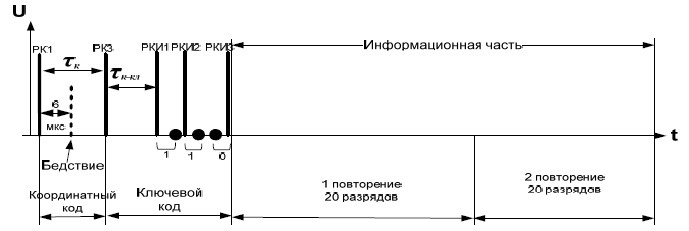 U
РК1 РК3 РКИ1 РКИ2 РКИ3 Информационная часть
τк
τк-кл
6
мкс
t
1 1 0
Бедствие
Координатный код
Ключевой код
1 повторение
20 разрядов
2 повторение
20 разрядов